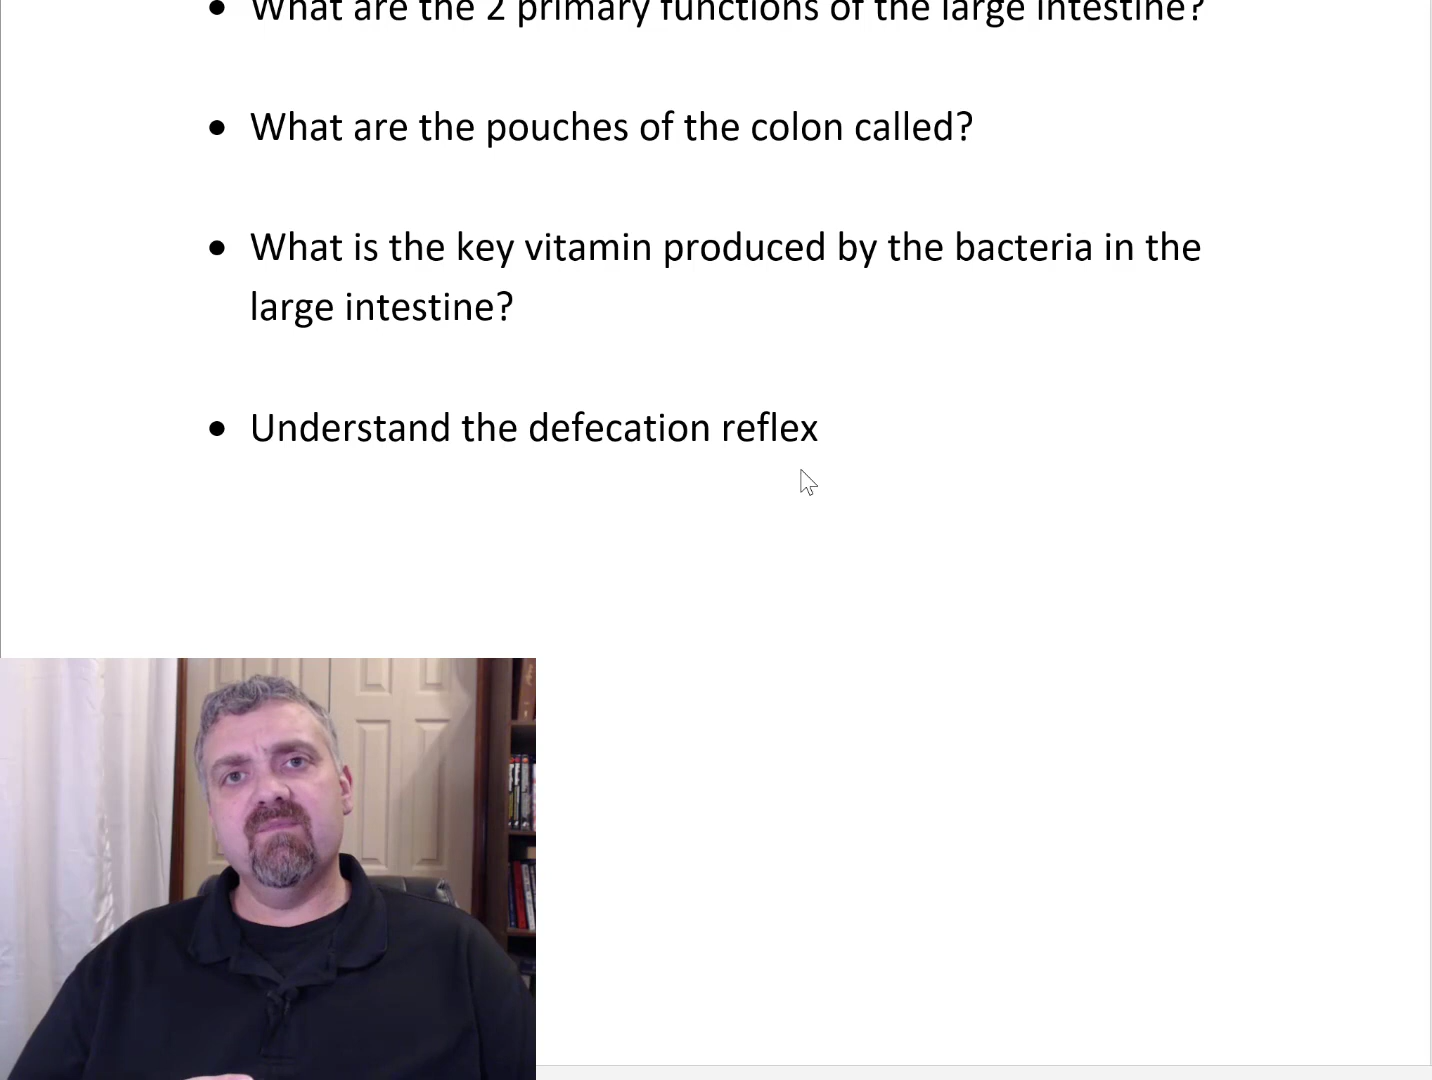 • What are the 2 primary functions of the large intestine?
• What are the pouches of the colon called?
• What is the key vitamin produced by the bacteria in the
large intestine?
• Understand the defecation reflex